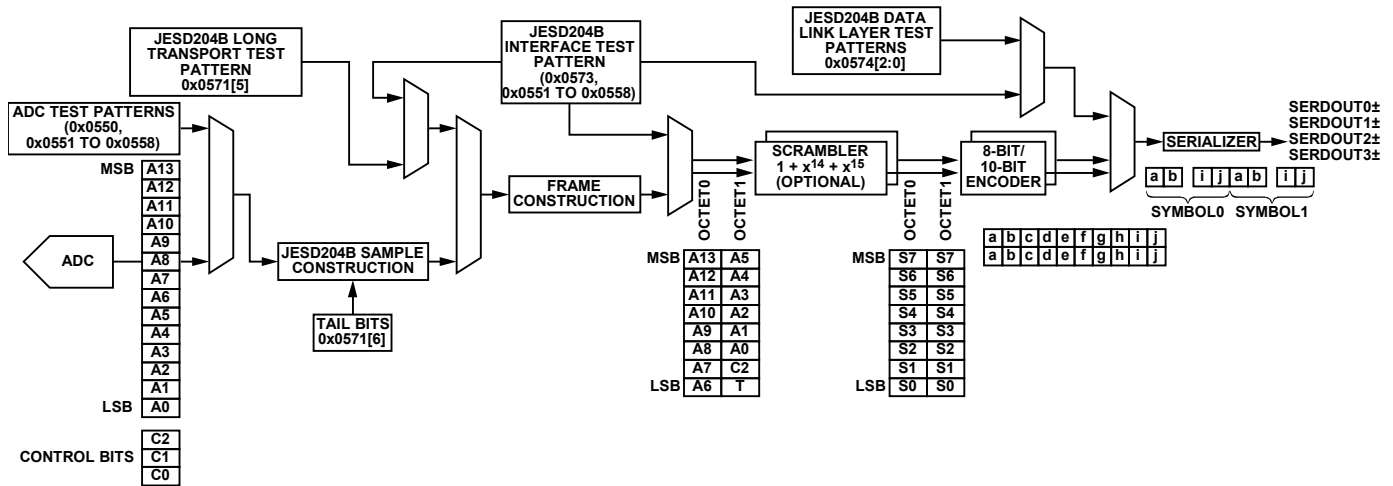 JESD204B LONG
TRANSPORT TEST
PATTERN
0x0571[5]
JESD204B
INTERFACE TEST
PATTERN
(0x0573,
0x0551 TO 0x0558)
JESD204B DATA
LINK LAYER TEST
PATTERNS
0x0574[2:0]
ADC TEST PATTERNS
(0x0550,
0x0551 TO 0x0558)
MSB A13
A12
A11
A10
A9
A8
A7
A6
A5
A4
A3
A2
A1
LSB A0
C2
CONTROL BITS C1
C0
ADC
JESD204B SAMPLE
CONSTRUCTION
TAIL BITS
0x0571[6]
FRAME
CONSTRUCTION
OCTET0
OCTET1
MSB A13 A5
A12 A4
A11 A3
A10 A2
A9 A1
A8 A0
A7 C2
LSB A6 T
SCRAMBLER
1 + x¹⁴ + x¹⁵
(OPTIONAL)
OCTET0
OCTET1
MSB S7 S7
S6 S6
S5 S5
S4 S4
S3 S3
S2 S2
S1 S1
LSB S0 S0
8-BIT/
10-BIT
ENCODER
a b c d e f g h i j
a b c d e f g h i j
SERIALIZER
SERDOUT0±
SERDOUT1±
SERDOUT2±
SERDOUT3±
a b i j a b i j
SYMBOL0 SYMBOL1